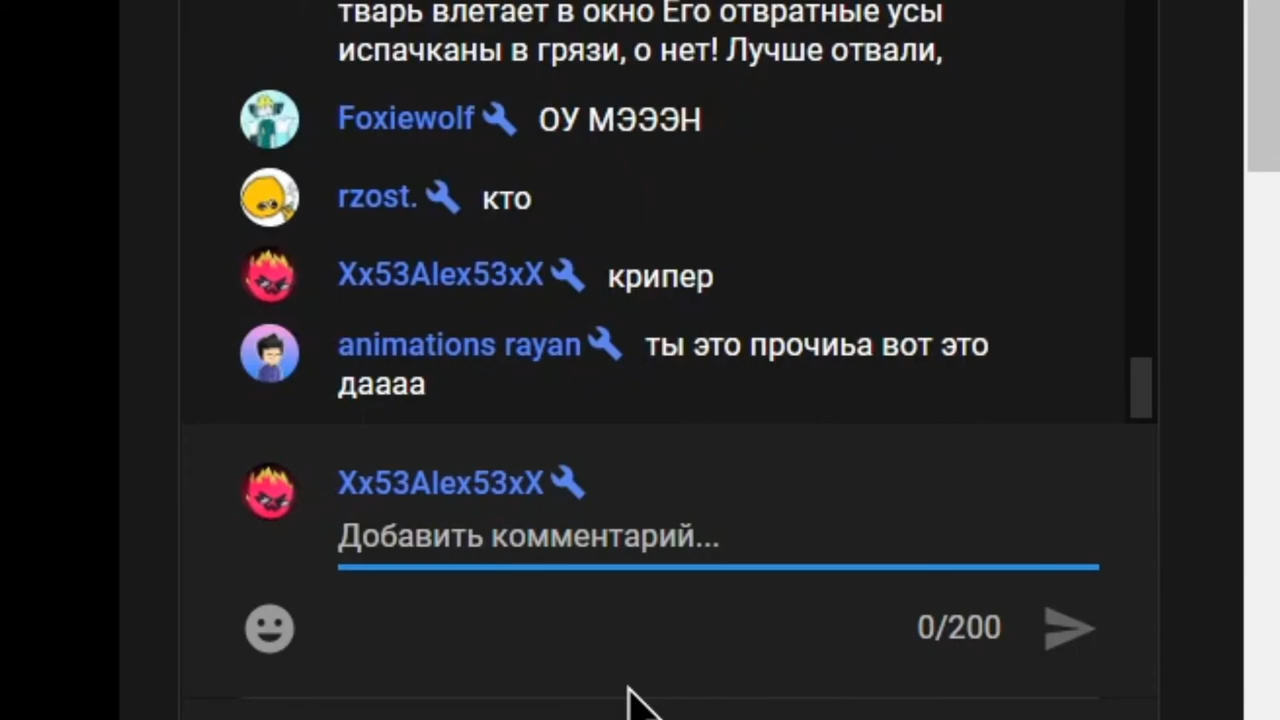 тварь влетает в окно Его отвратные усы
испачканы в грязи, о нет! Лучше отвали,
Foxiewolf ОУ МЭЭЭН
rzost. кто
Xx53Alex53xX крипер
animations rayan ты это прочиьа вот это
даааа
Xx53Alex53xX
Добавить комментарий...
0/200